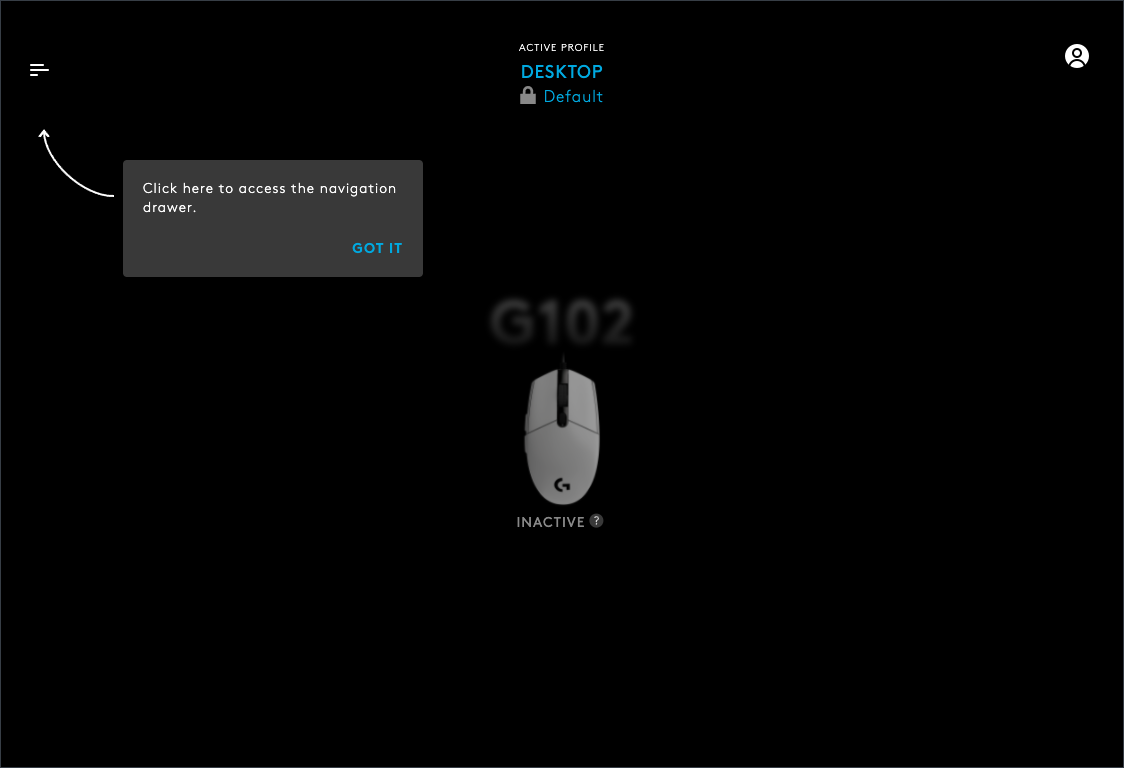 ACTIVE PROFILE
DESKTOP
Default
Click here to access the navigation
drawer.
GOT IT
G102
INACTIVE ?